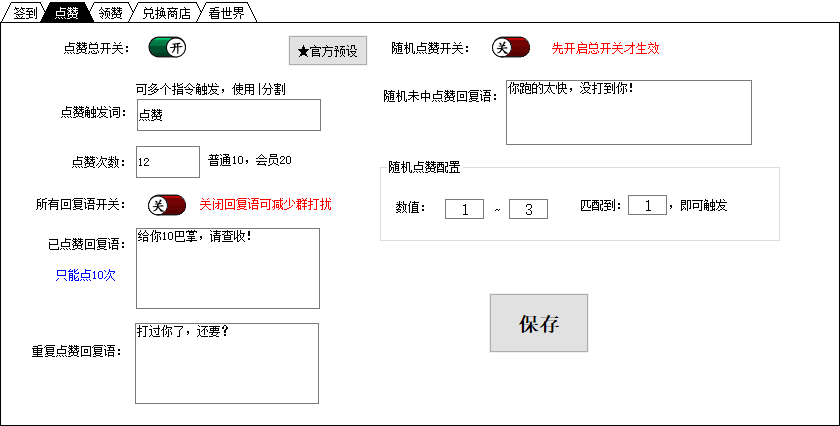 签到 点赞 领赞 兑换商店 看世界
点赞总开关： 开 ★官方预设 随机点赞开关： 关 先开启总开关才生效
可多个指令触发，使用|分割
点赞触发词： 点赞
随机未中点赞回复语： 你跑的太快，没打到你！
点赞次数： 12 普通10，会员20
随机点赞配置
数值： 1 ~ 3 匹配到： 1 ，即可触发
所有回复语开关： 关 关闭回复语可减少群打扰
已点赞回复语： 给你10巴掌，请查收！
只能点10次
保存
重复点赞回复语： 打过你了，还要？